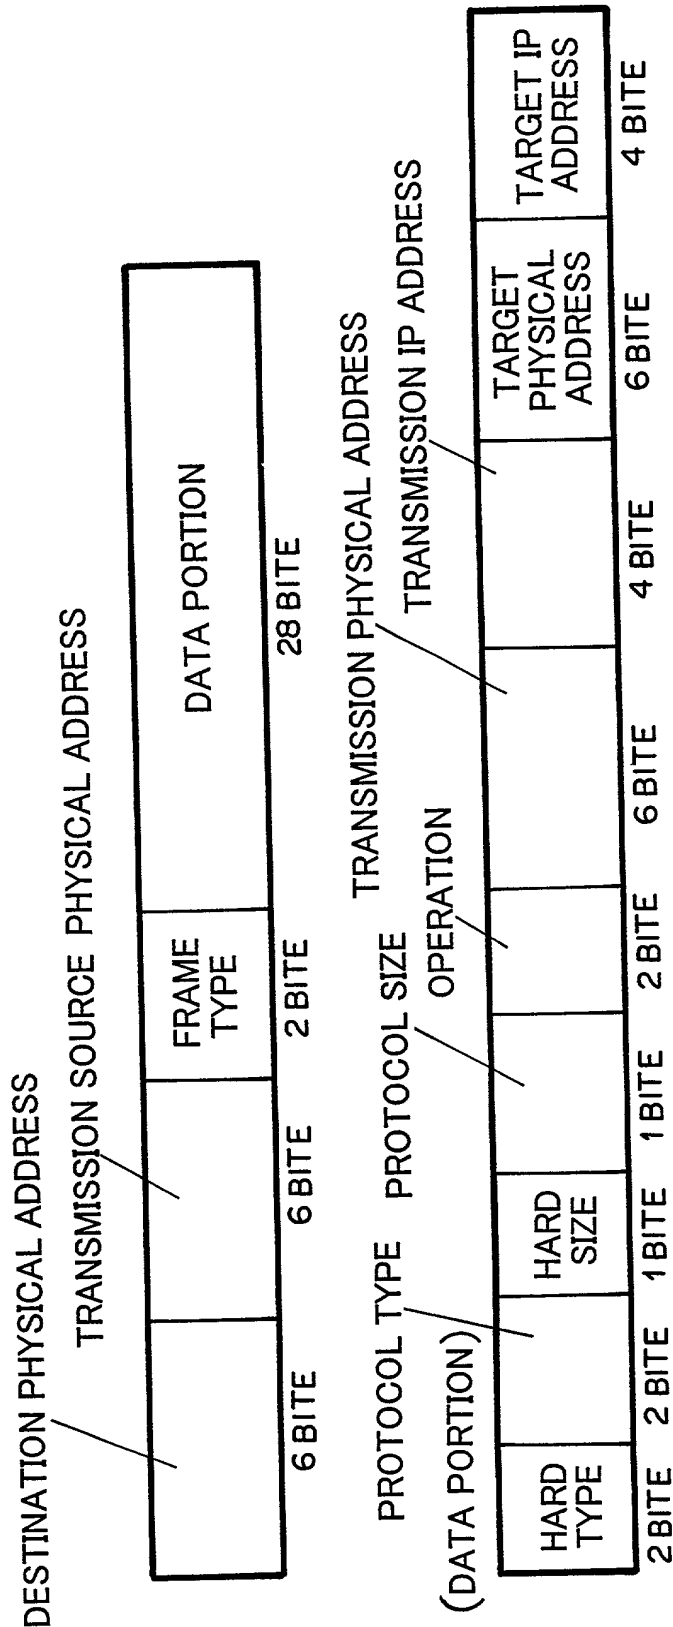 DESTINATION PHYSICAL ADDRESS
TRANSMISSION SOURCE PHYSICAL ADDRESS
FRAME
TYPE
DATA PORTION
6 BITE
6 BITE
2 BITE
28 BITE
PROTOCOL TYPE
PROTOCOL SIZE
TRANSMISSION PHYSICAL ADDRESS
(DATA PORTION)
OPERATION
TRANSMISSION IP ADDRESS
HARD
TYPE
HARD
SIZE
TARGET
PHYSICAL
ADDRESS
TARGET IP
ADDRESS
2 BITE
2 BITE
1 BITE
1 BITE
2 BITE
6 BITE
4 BITE
6 BITE
4 BITE